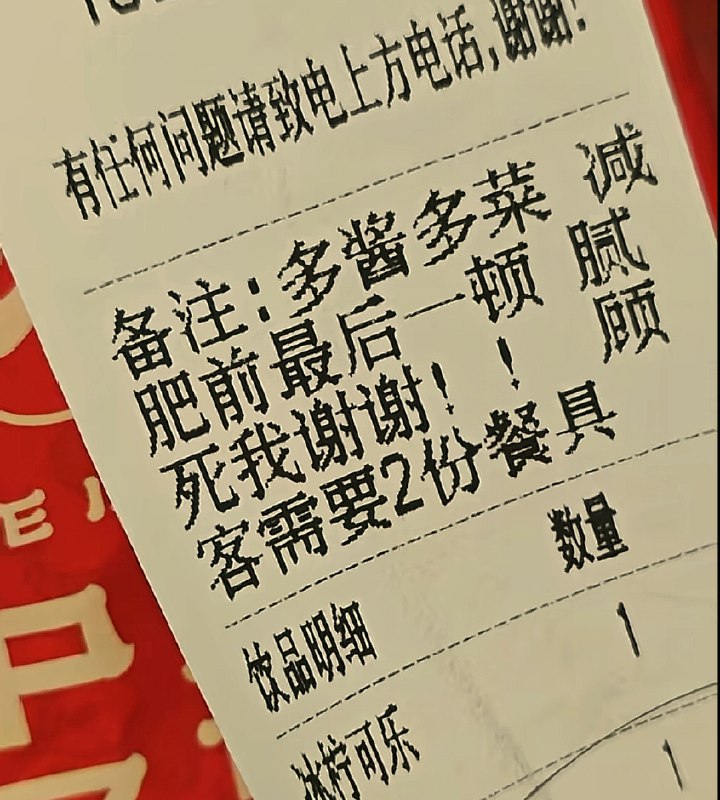 有任何问题请致电上方电话,谢谢!
备注:多酱多菜 减
肥前最后一顿 腻
死我谢谢! ! 顾
客需要2份餐具
数量
饮品明细 1
冰柠可乐 1